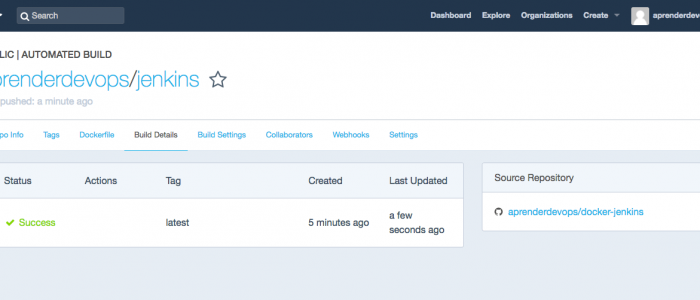 Search Dashboard Explore Organizations Create aprenderdev
LIC | AUTOMATED BUILD
prenderdevops/jenkins
pushed: a minute ago
po Info Tags Dockerfile Build Details Build Settings Collaborators Webhooks Settings
Status Actions Tag Created Last Updated
Success latest 5 minutes ago a few seconds ago
Source Repository
aprenderdevops/docker-jenkins